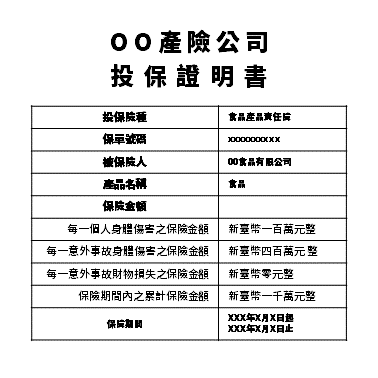 OO產險公司
投保證明書
投保險種 食品產品責任險
保單號碼 xxxxxxxxxx
被保險人 OO食品有限公司
產品名稱 食品
保險金額
每一個人身體傷害之保險金額 新臺幣一百萬元整
每一意外事故身體傷害之保險金額 新臺幣四百萬元整
每一意外事故財物損失之保險金額 新臺幣零元整
保險期間內之累計保險金額 新臺幣一千萬元整
保險期間 XXX年X月X日起
XXX年X月X日止